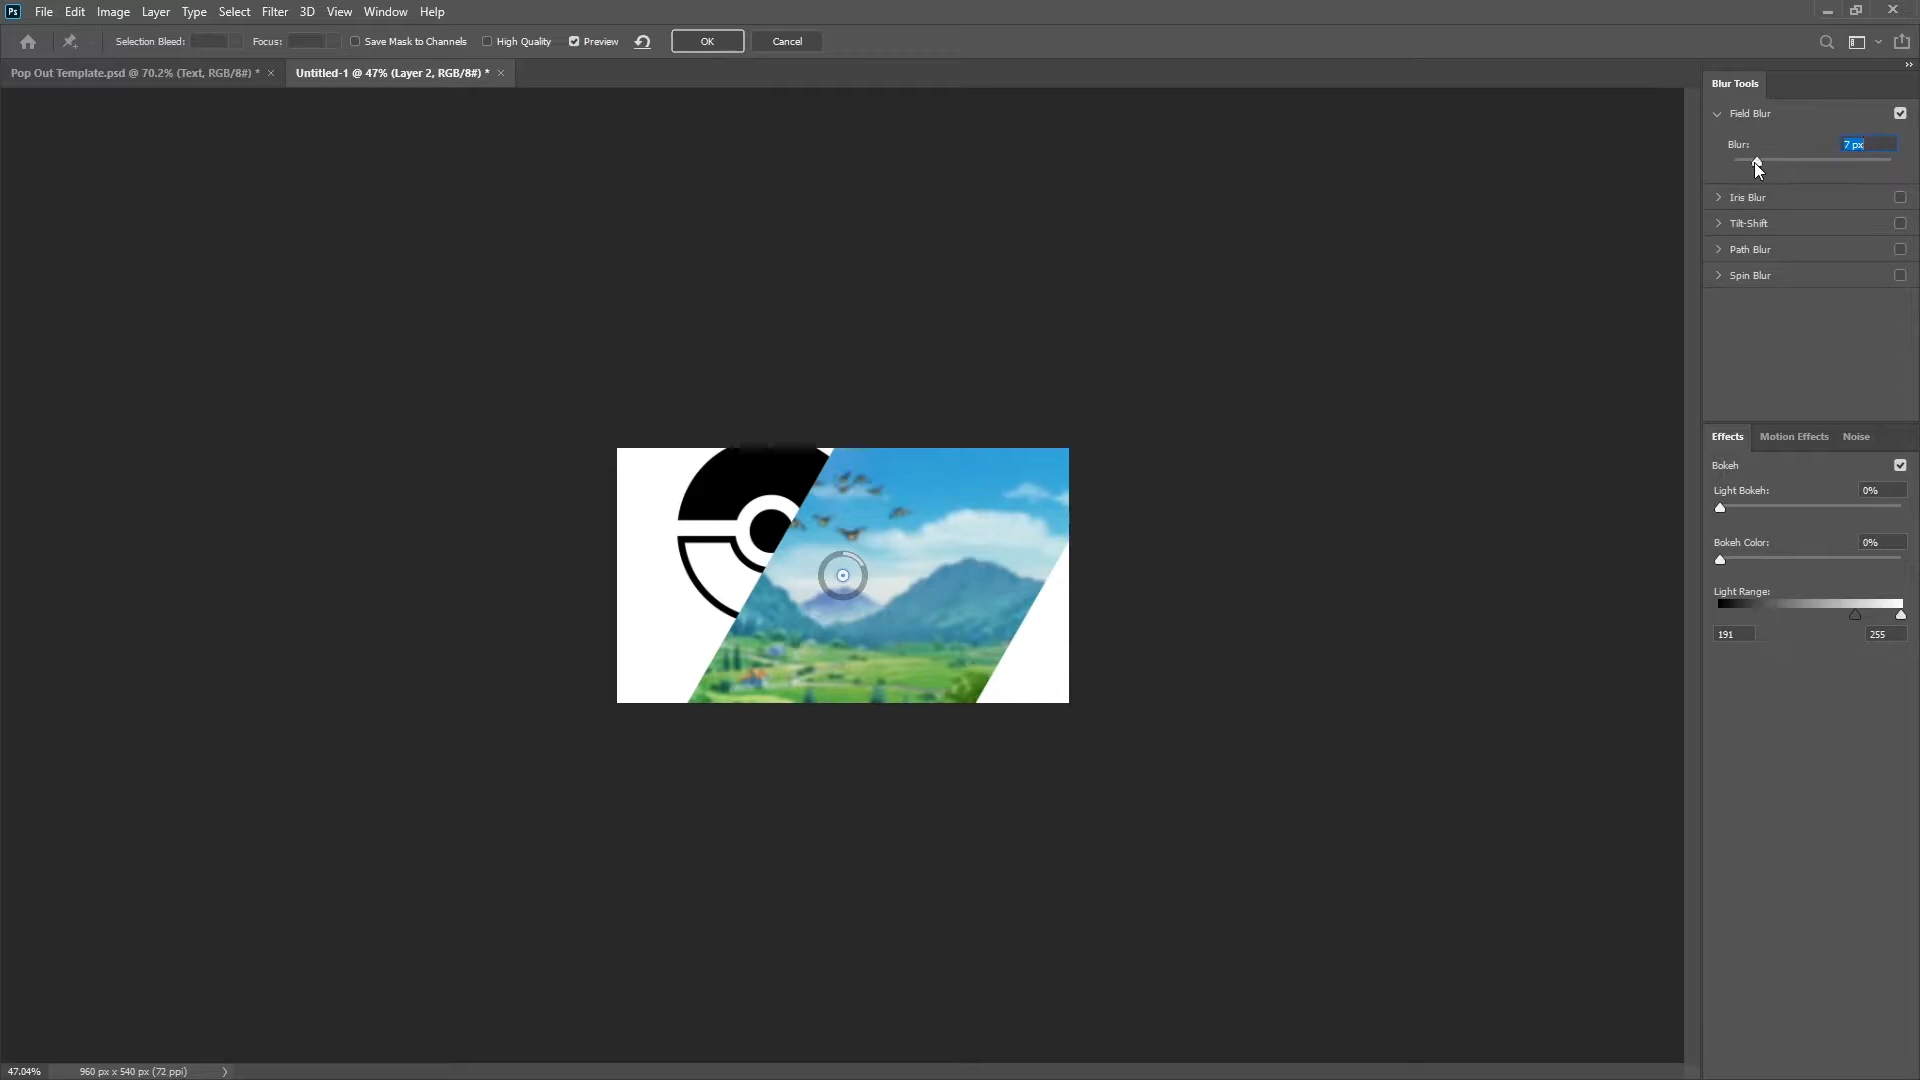 Ps File Edit Image Layer Type Select Filter 3D View Window Help
Selection Bleed: Focus: Save Mask to Channels High Quality Preview OK Cancel
Pop Out Template.psd @ 70.2% (Text, RGB/8#) * × Untitled-1 @ 47% (Layer 2, RGB/8#) * ×
Blur Tools
Field Blur
Blur: 7 px
Iris Blur
Tilt-Shift
Path Blur
Spin Blur
Effects Motion Effects Noise
Bokeh
Light Bokeh: 0%
Bokeh Color: 0%
Light Range:
191 255
47.04% 960 px x 540 px (72 ppi)